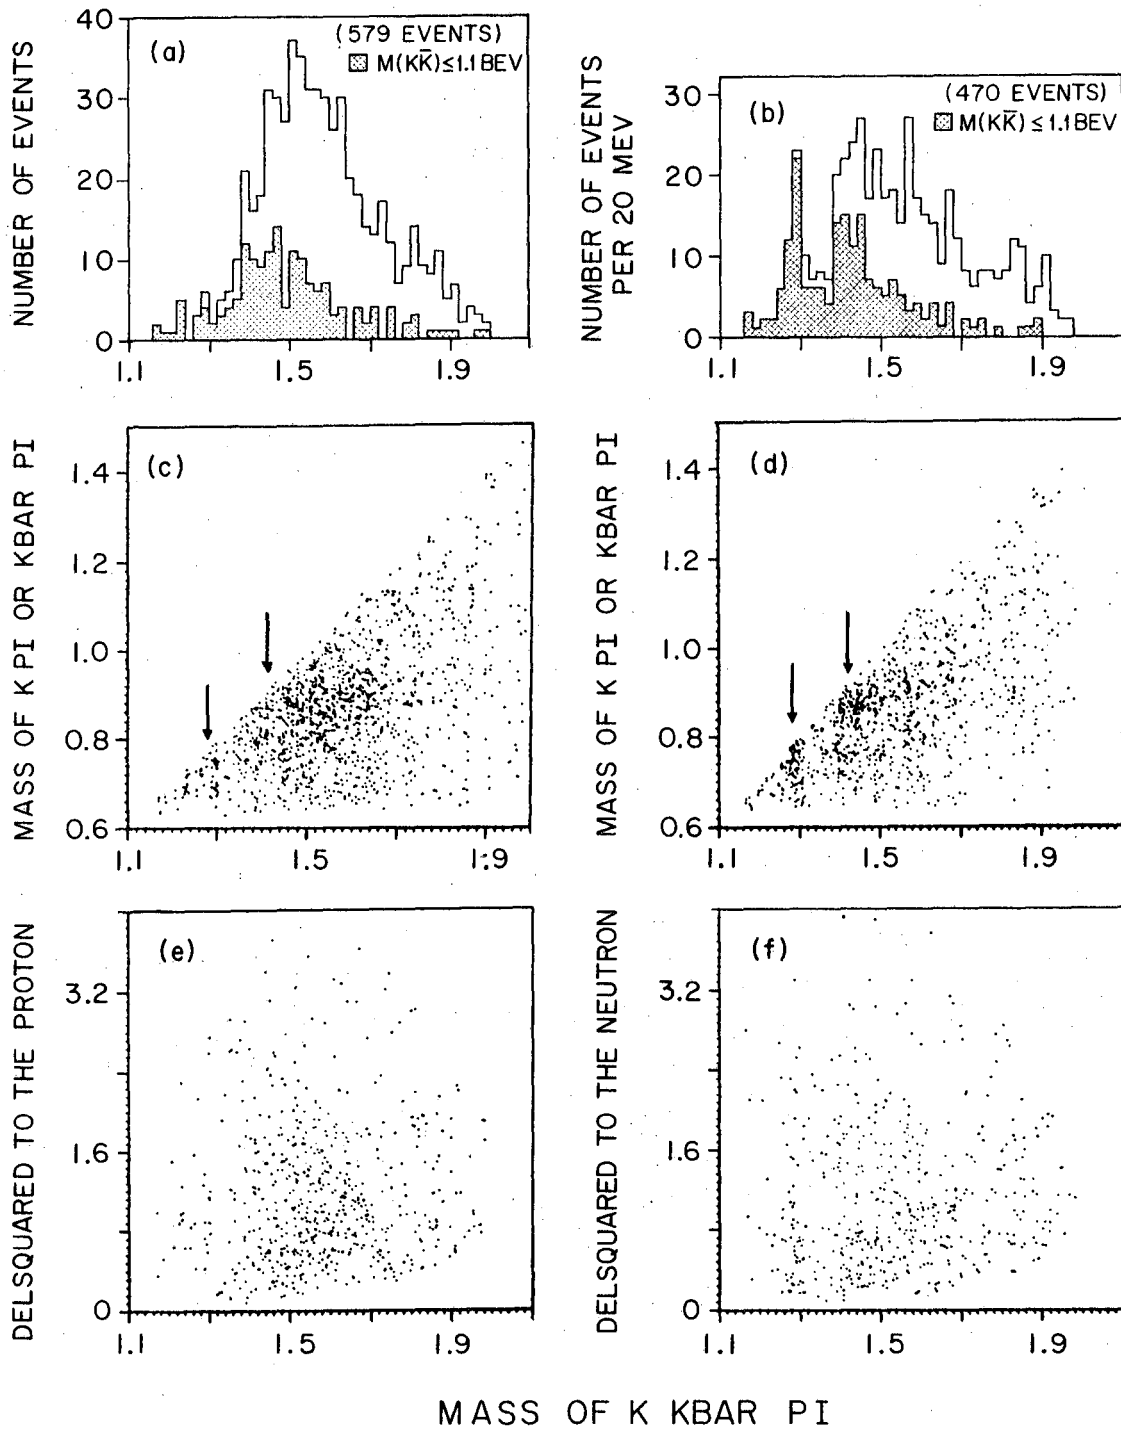 NUMBER OF EVENTS
40
30
20
10
0
(a)
(579 EVENTS)
M(KK̅)≤1.1 BEV
1.1 1.5 1.9
NUMBER OF EVENTS
PER 20 MEV
30
20
10
0
(b)
(470 EVENTS)
M(KK̅)≤1.1 BEV
1.1 1.5 1.9
MASS OF K PI OR KBAR PI
1.4
1.2
1.0
0.8
0.6
(c)
1.1 1.5 1.9
MASS OF K PI OR KBAR PI
1.4
1.2
1.0
0.8
0.6
(d)
1.1 1.5 1.9
DELSQUARED TO THE PROTON
3.2
1.6
0
(e)
1.1 1.5 1.9
DELSQUARED TO THE NEUTRON
3.2
1.6
0
(f)
1.1 1.5 1.9
MASS OF K KBAR PI